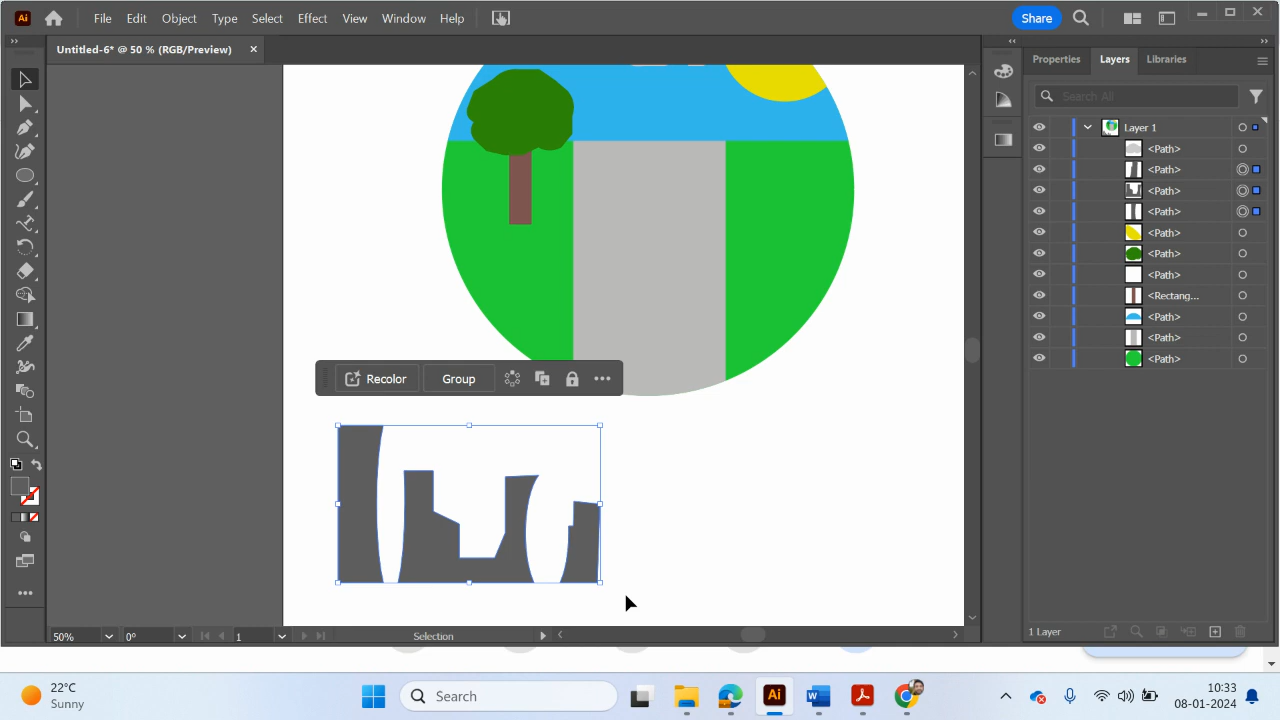 Ai File Edit Object Type Select Effect View Window Help Share
Untitled-6* @ 50 % (RGB/Preview)
Properties Layers Libraries
Search All
Layer 1
<Path>
<Path>
<Path>
<Path>
<Path>
<Path>
<Path>
<Rectang...
<Path>
<Path>
<Path>
Recolor Group
50% 0° 1 Selection
1 Layer
22°C
Sunny
Search
Ai
10:33
08-01-2024